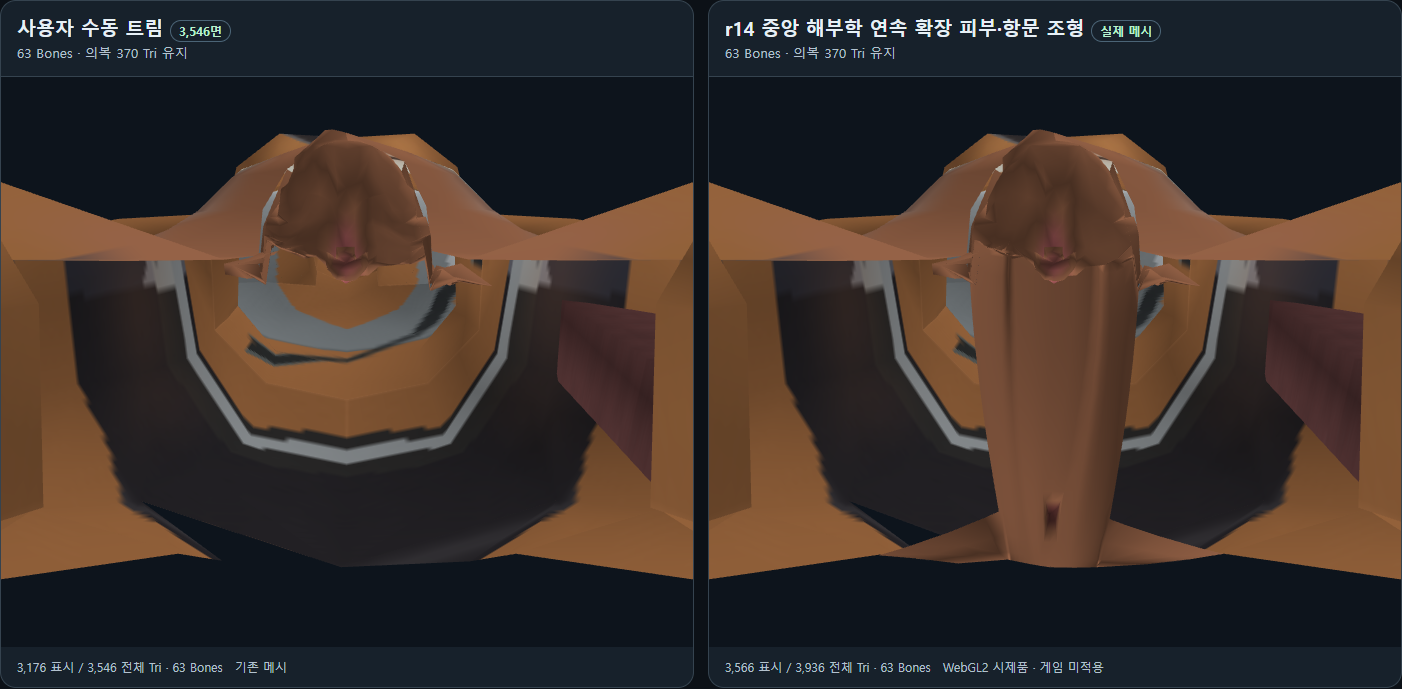 사용자 수동 트림 3,546면
63 Bones · 의복 370 Tri 유지
3,176 표시 / 3,546 전체 Tri · 63 Bones 기존 메시
r14 중앙 해부학 연속 확장 피부·항문 조형 실제 메시
63 Bones · 의복 370 Tri 유지
3,566 표시 / 3,936 전체 Tri · 63 Bones WebGL2 시제품 · 게임 미적용